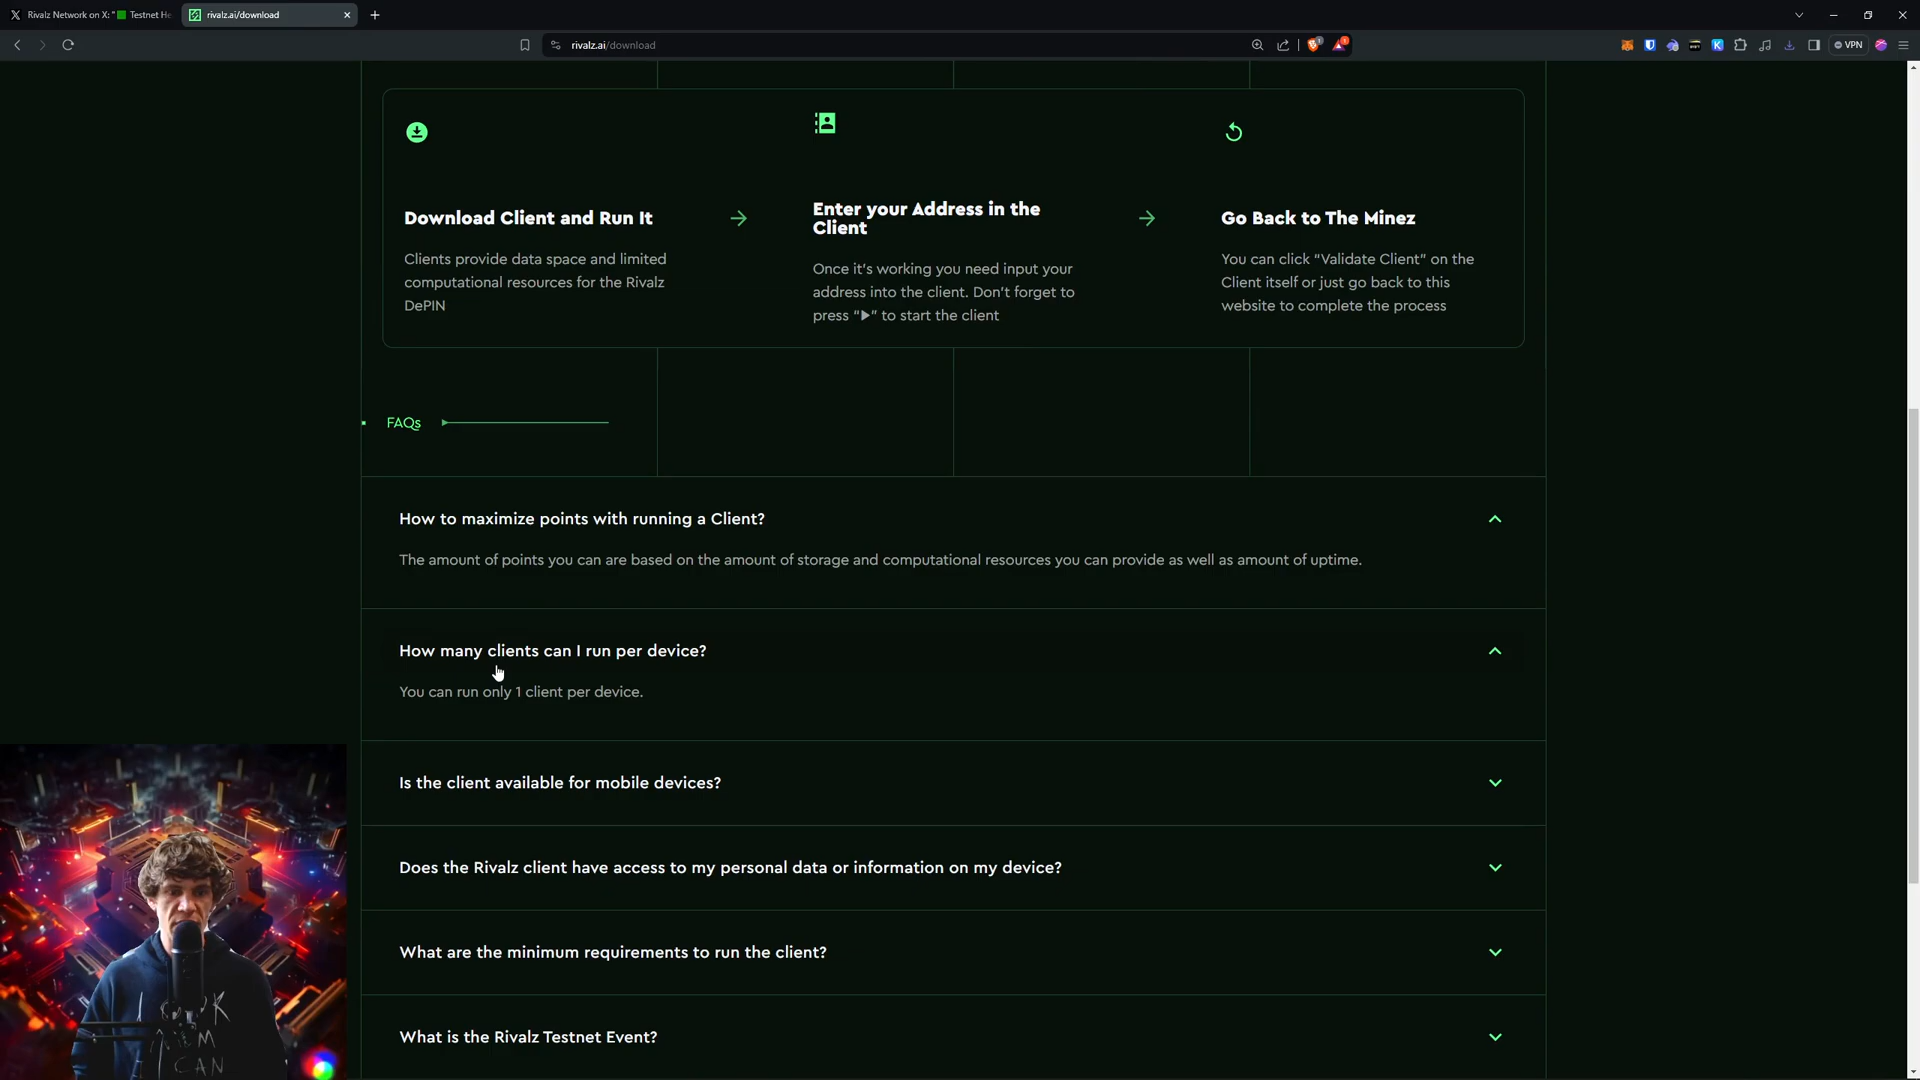 Rivalz Network on X: " Testnet He
rivalz.ai/download
rivalz.ai/download
VPN
Download Client and Run It
Clients provide data space and limited
computational resources for the Rivalz
DePIN
Enter your Address in the
Client
Once it's working you need input your
address into the client. Don't forget to
press "▶" to start the client
Go Back to The Minez
You can click "Validate Client" on the
Client itself or just go back to this
website to complete the process
FAQs
How to maximize points with running a Client?
The amount of points you can are based on the amount of storage and computational resources you can provide as well as amount of uptime.
How many clients can I run per device?
You can run only 1 client per device.
Is the client available for mobile devices?
Does the Rivalz client have access to my personal data or information on my device?
What are the minimum requirements to run the client?
What is the Rivalz Testnet Event?
CAN